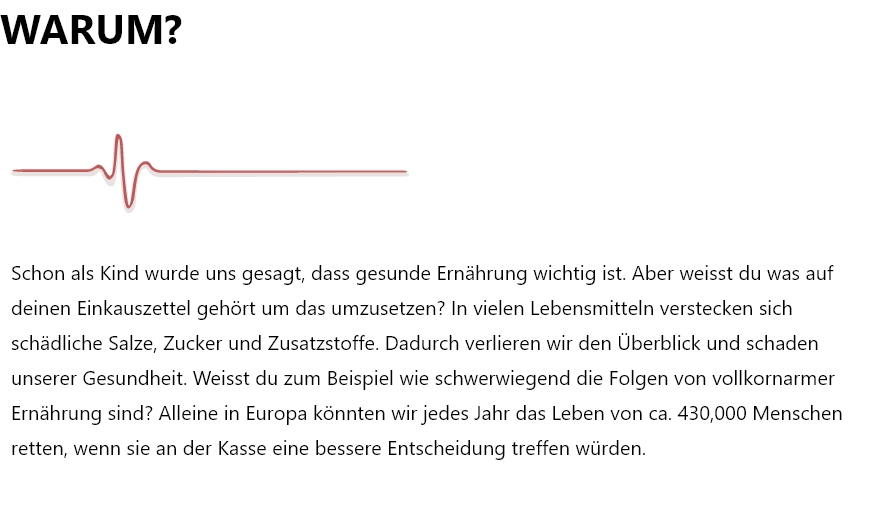 WARUM?
Schon als Kind wurde uns gesagt, dass gesunde Ernährung wichtig ist. Aber weisst du was auf
deinen Einkauszettel gehört um das umzusetzen? In vielen Lebensmitteln verstecken sich
schädliche Salze, Zucker und Zusatzstoffe. Dadurch verlieren wir den Überblick und schaden
unserer Gesundheit. Weisst du zum Beispiel wie schwerwiegend die Folgen von vollkornarmer
Ernährung sind? Alleine in Europa könnten wir jedes Jahr das Leben von ca. 430,000 Menschen
retten, wenn sie an der Kasse eine bessere Entscheidung treffen würden.